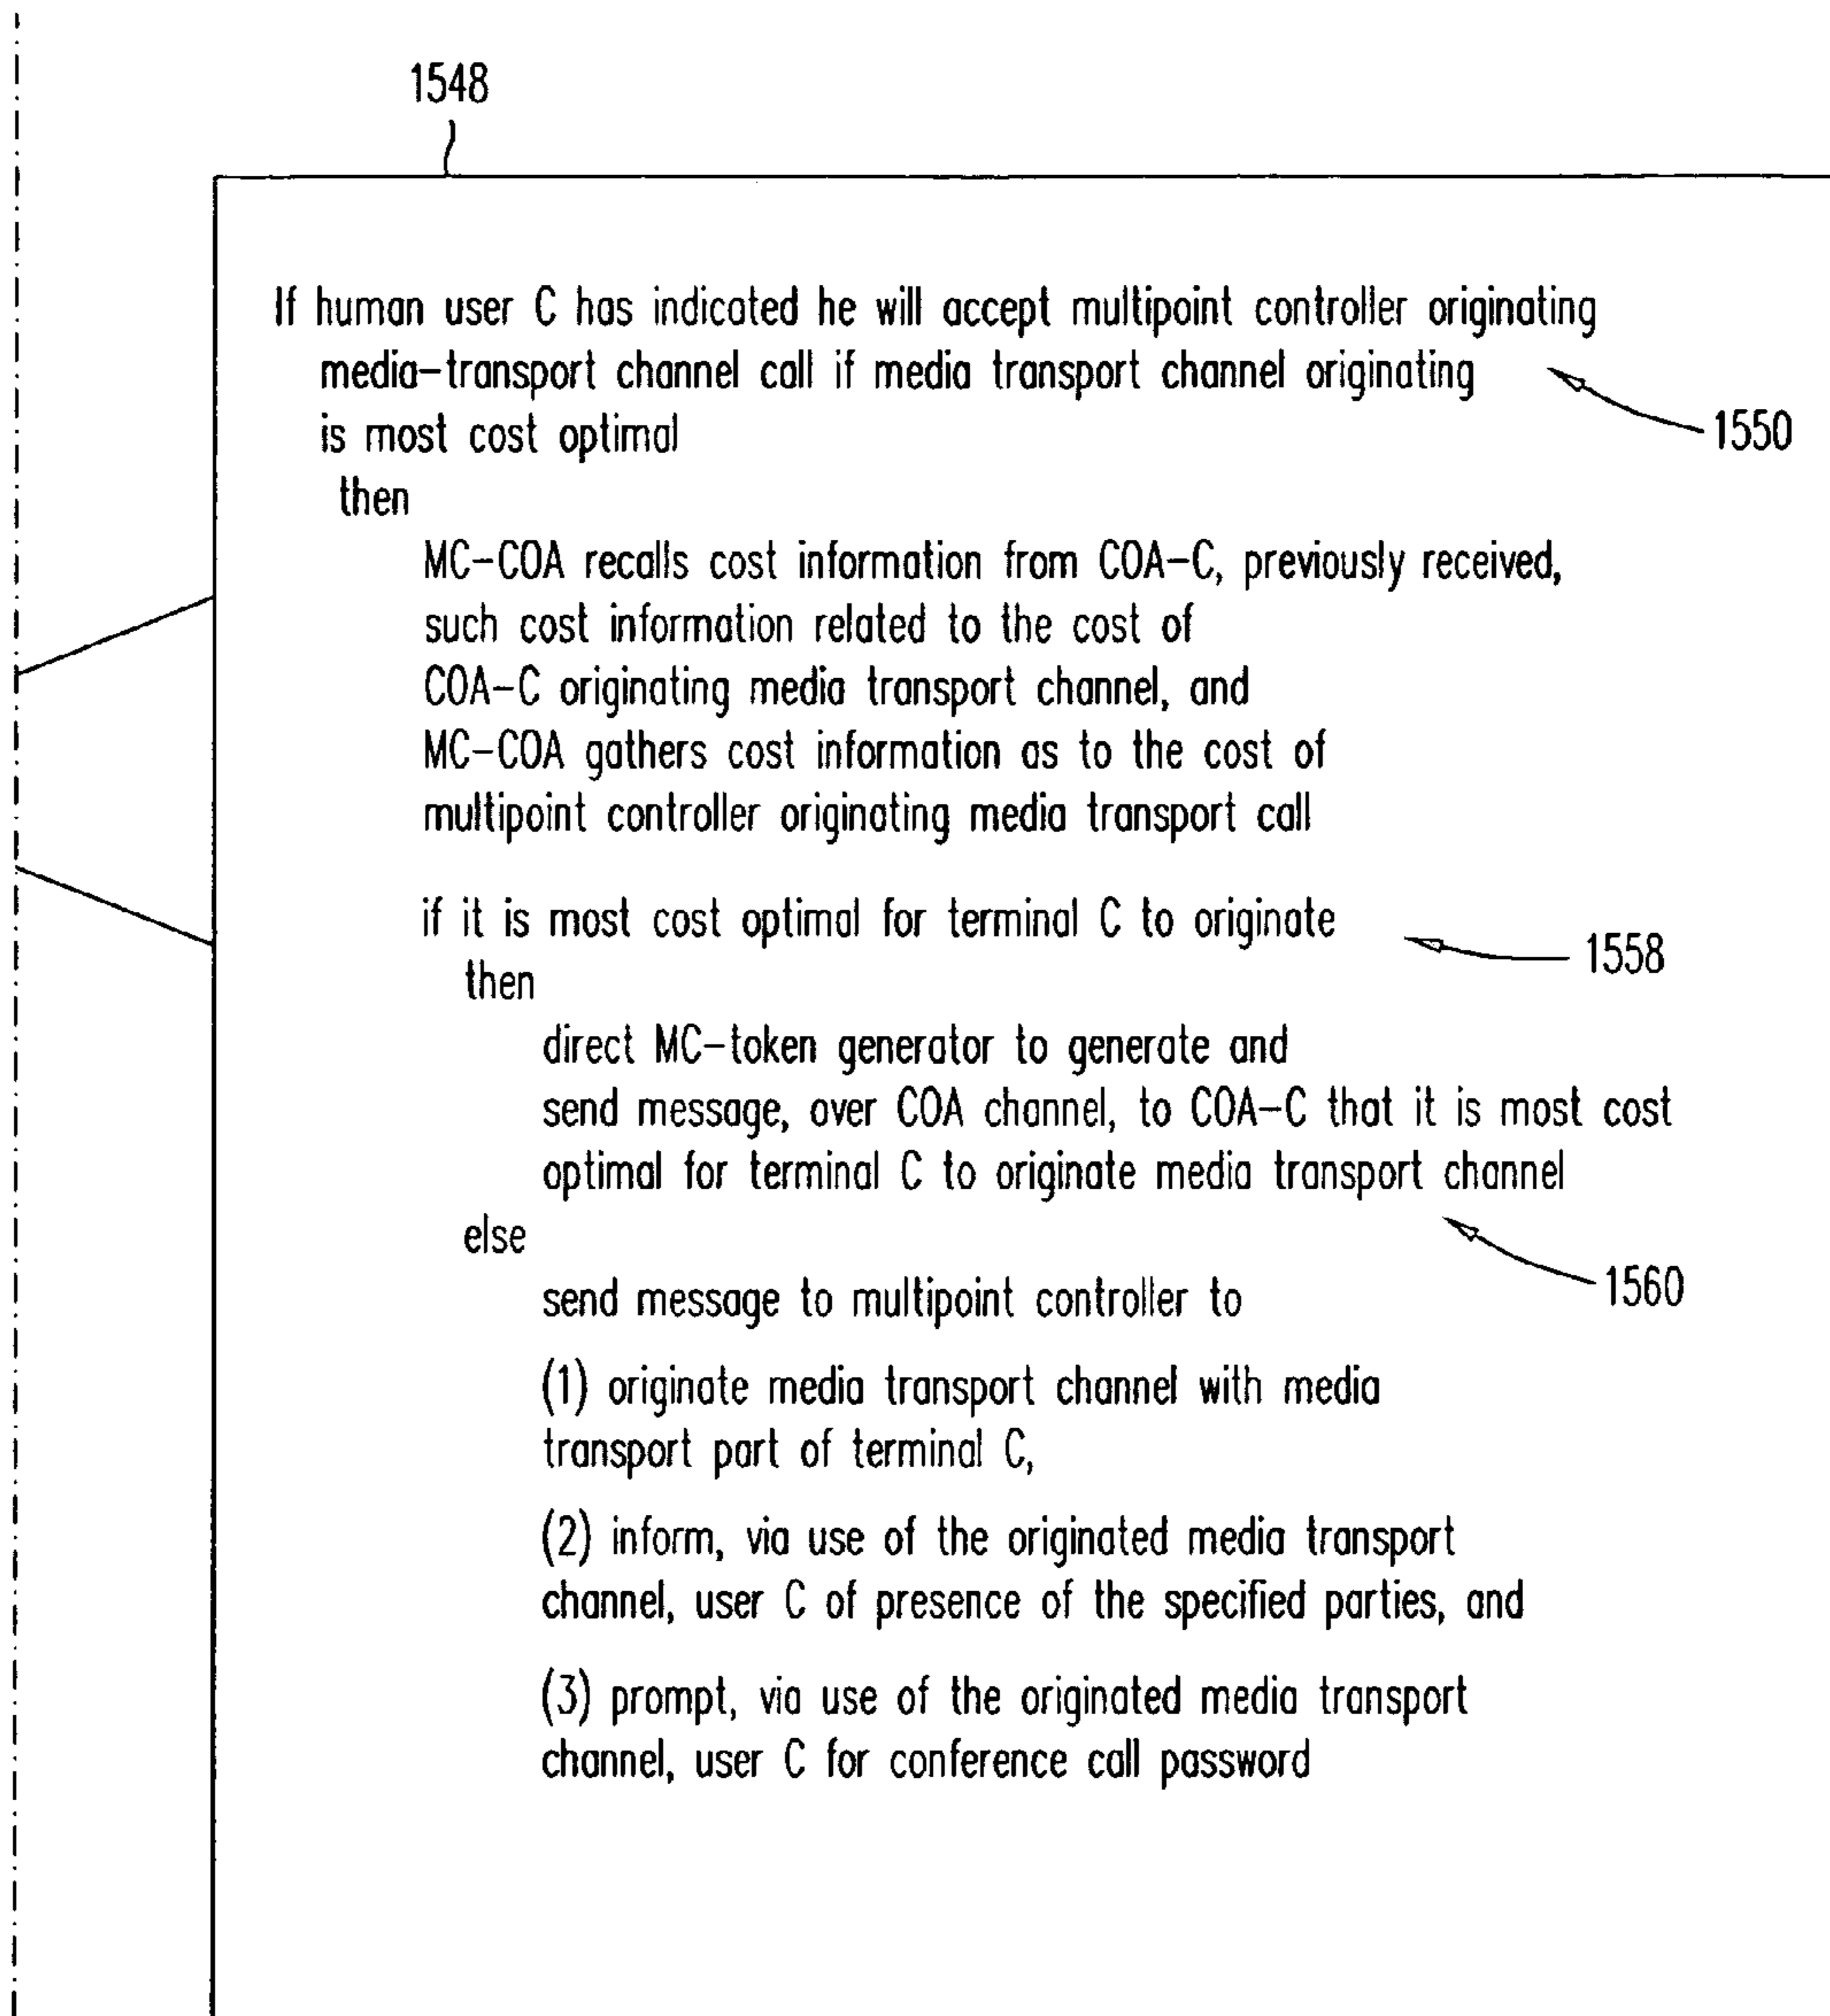 1548
If human user C has indicated he will accept multipoint controller originating
media-transport channel call if media transport channel originating
is most cost optimal
1550
then
MC-COA recalls cost information from COA-C, previously received,
such cost information related to the cost of
COA-C originating media transport channel, and
MC-COA gathers cost information as to the cost of
multipoint controller originating media transport call
if it is most cost optimal for terminal C to originate
1558
then
direct MC-token generator to generate and
send message, over COA channel, to COA-C that it is most cost
optimal for terminal C to originate media transport channel
else
1560
send message to multipoint controller to
(1) originate media transport channel with media
transport part of terminal C,
(2) inform, via use of the originated media transport
channel, user C of presence of the specified parties, and
(3) prompt, via use of the originated media transport
channel, user C for conference call password